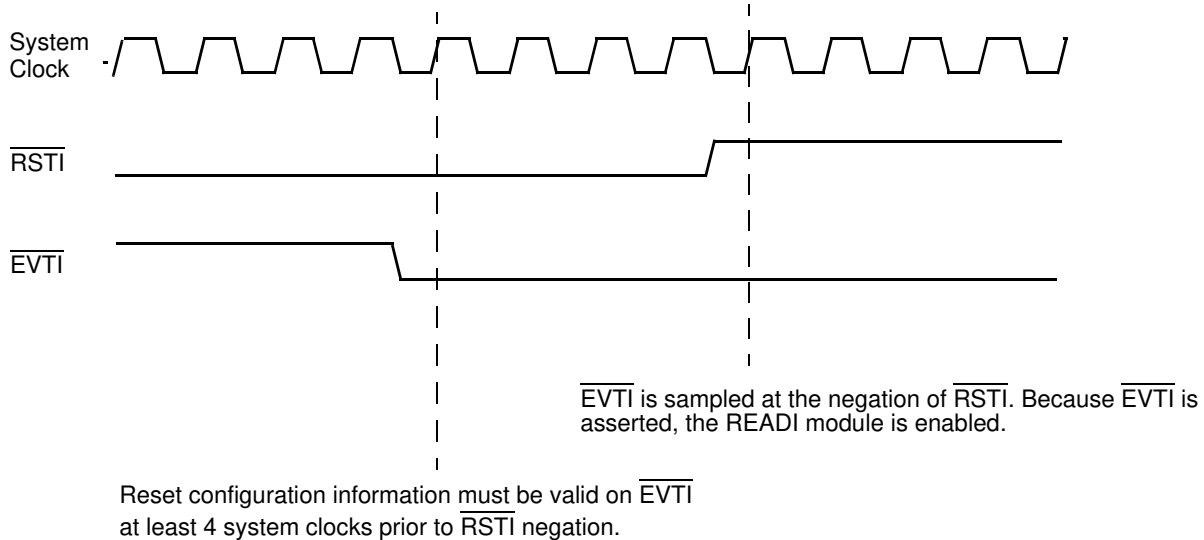 System
Clock
RSTI
EVTI
EVTI is sampled at the negation of RSTI. Because EVTI is
asserted, the READI module is enabled.
Reset configuration information must be valid on EVTI
at least 4 system clocks prior to RSTI negation.